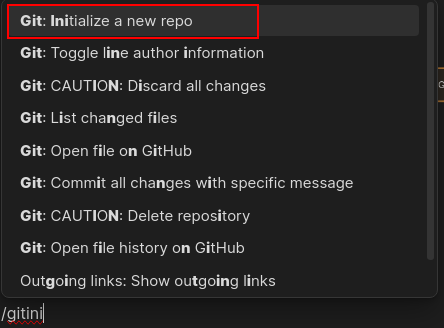 Git: Initialize a new repo
Git: Toggle line author information
Git: CAUTION: Discard all changes
Git: List changed files
Git: Open file on GitHub
Git: Commit all changes with specific message
Git: CAUTION: Delete repository
Git: Open file history on GitHub
Outgoing links: Show outgoing links
/gitini